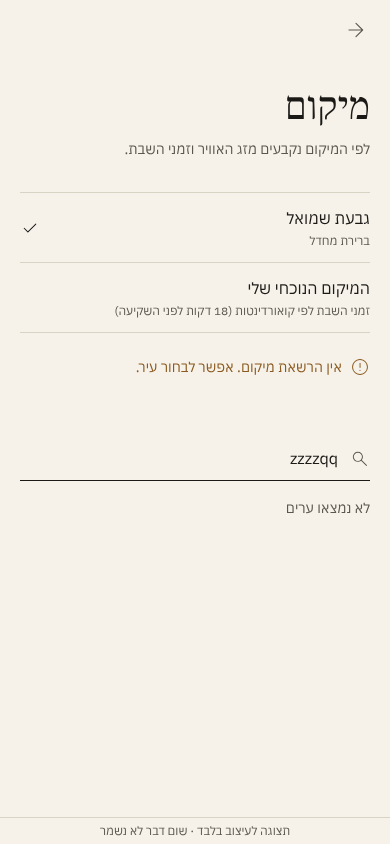 מיקום
לפי המיקום נקבעים מזג האוויר וזמני השבת.
גבעת שמואל
ברירת מחדל
המיקום הנוכחי שלי
זמני השבת לפי קואורדינטות (18 דקות לפני השקיעה)
אין הרשאת מיקום. אפשר לבחור עיר.
zzzzqq
לא נמצאו ערים
תצוגה לעיצוב בלבד · שום דבר לא נשמר